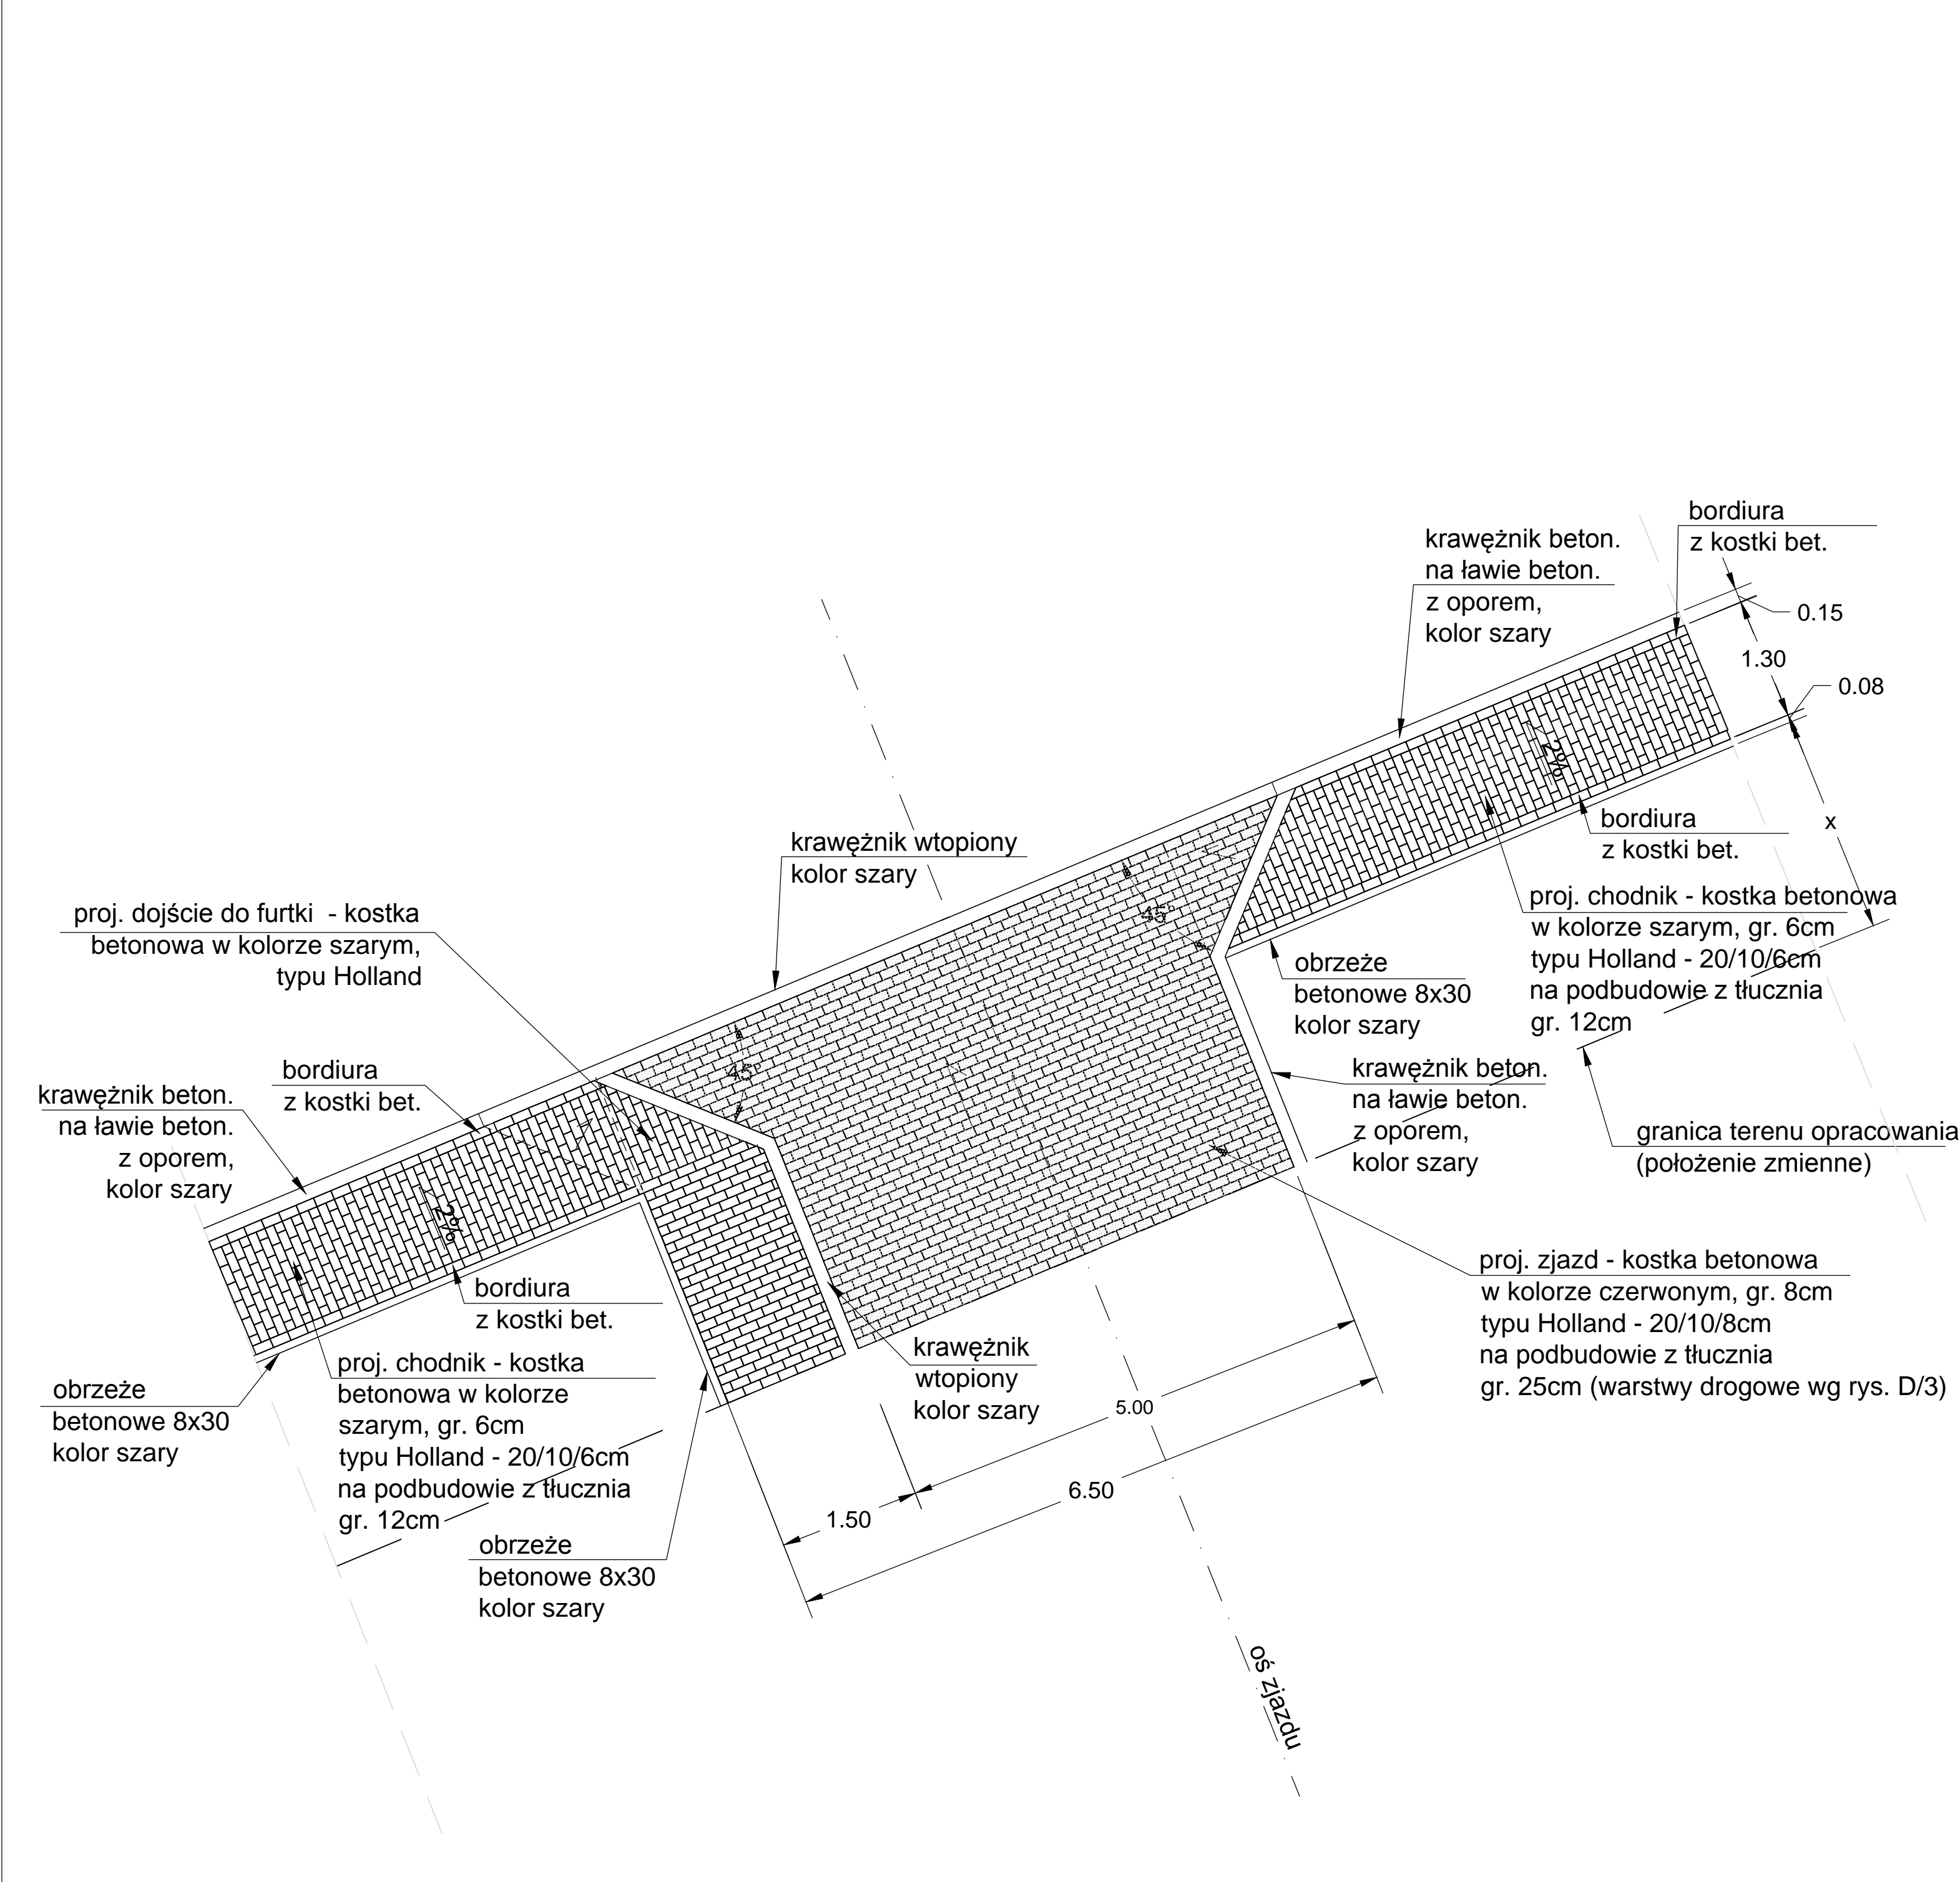 bordiura
z kostki bet.
krawężnik beton.
na ławie beton.
z oporem,
kolor szary
0.15
1.30
0.08
2%
x
bordiura
z kostki bet.
krawężnik wtopiony
kolor szary
45°
proj. chodnik - kostka betonowa
w kolorze szarym, gr. 6cm
typu Holland - 20/10/6cm
na podbudowie z tłucznia
gr. 12cm
proj. dojście do furtki - kostka
betonowa w kolorze szarym,
typu Holland
obrzeże
betonowe 8x30
kolor szary
45°
bordiura
z kostki bet.
krawężnik beton.
na ławie beton.
z oporem,
kolor szary
krawężnik beton.
na ławie beton.
z oporem,
kolor szary
granica terenu opracowania
(położenie zmienne)
2%
proj. zjazd - kostka betonowa
w kolorze czerwonym, gr. 8cm
typu Holland - 20/10/8cm
na podbudowie z tłucznia
gr. 25cm (warstwy drogowe wg rys. D/3)
bordiura
z kostki bet.
krawężnik
wtopiony
kolor szary
proj. chodnik - kostka
betonowa w kolorze
szarym, gr. 6cm
typu Holland - 20/10/6cm
na podbudowie z tłucznia
gr. 12cm
obrzeże
betonowe 8x30
kolor szary
5.00
6.50
1.50
obrzeże
betonowe 8x30
kolor szary
oś zjazdu